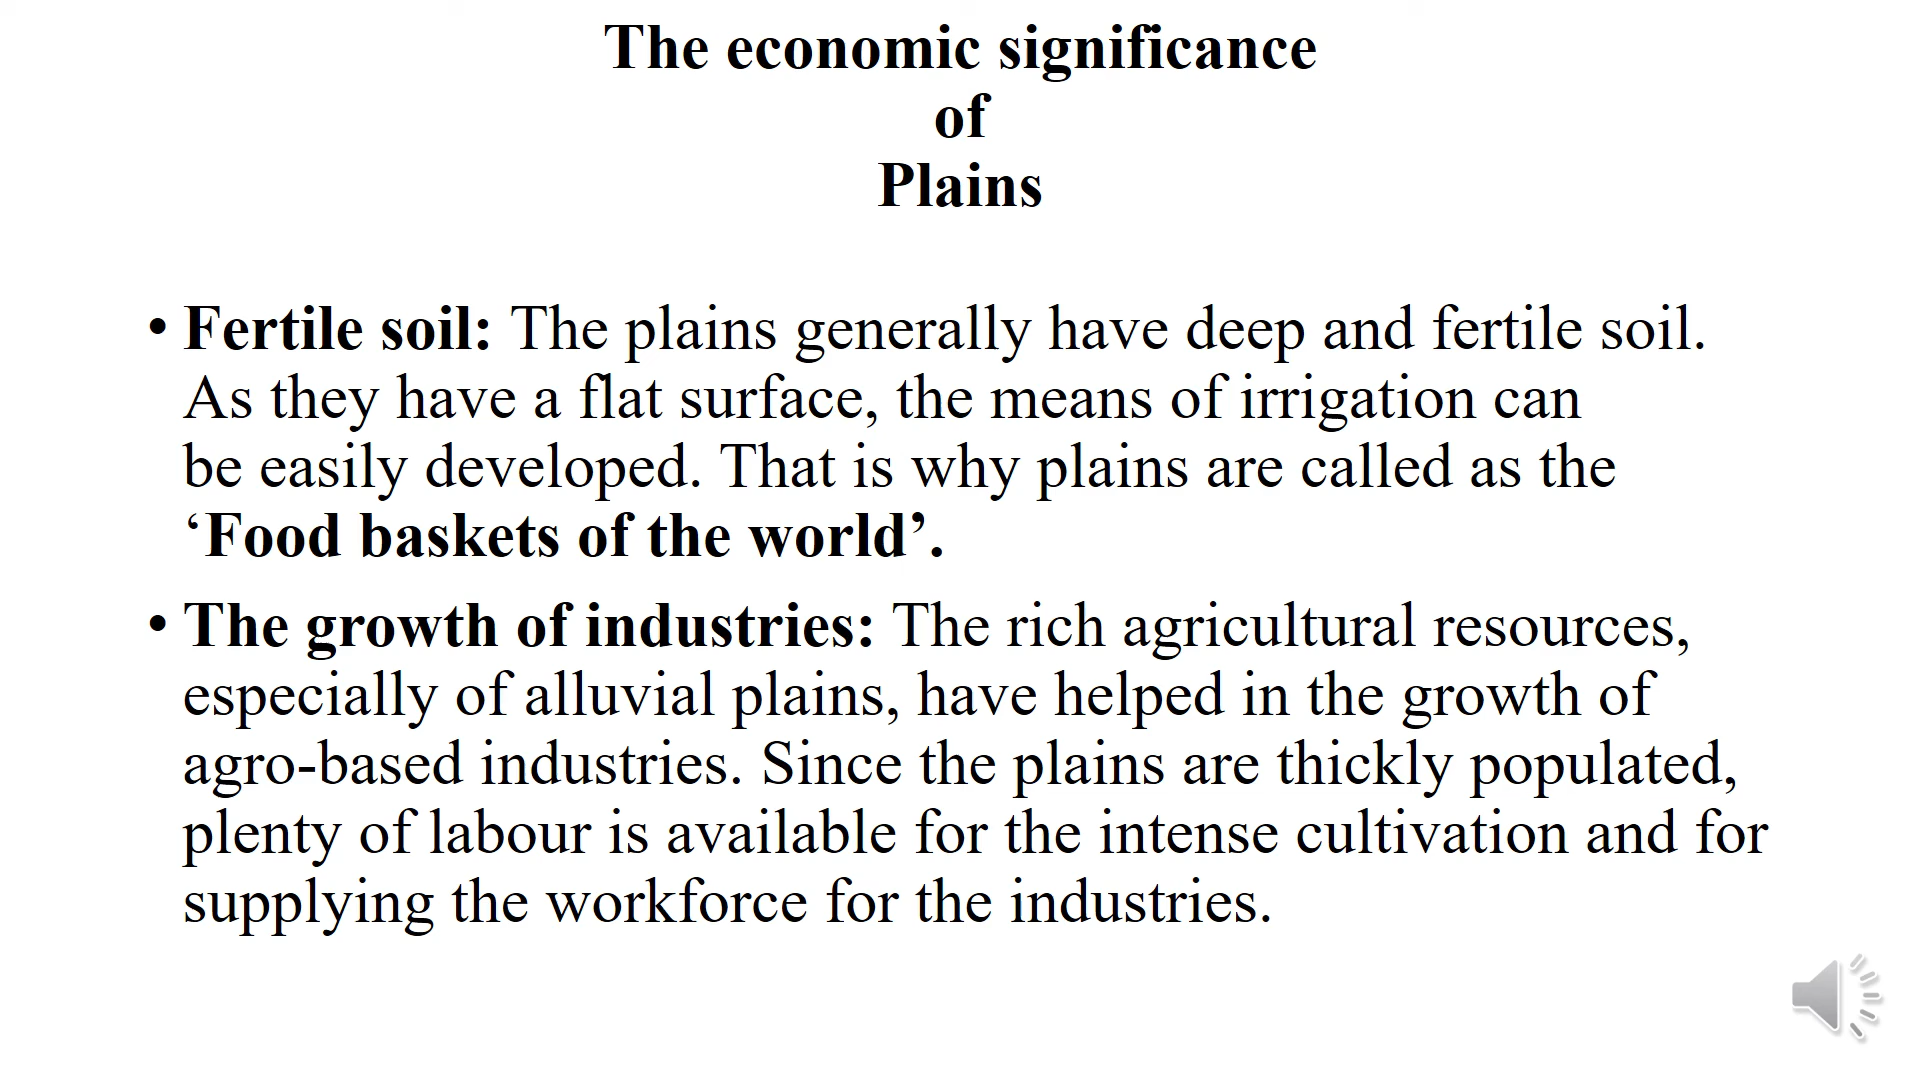 The economic significance
of
Plains
• Fertile soil: The plains generally have deep and fertile soil.
As they have a flat surface, the means of irrigation can
be easily developed. That is why plains are called as the
‘Food baskets of the world’.
• The growth of industries: The rich agricultural resources,
especially of alluvial plains, have helped in the growth of
agro-based industries. Since the plains are thickly populated,
plenty of labour is available for the intense cultivation and for
supplying the workforce for the industries.